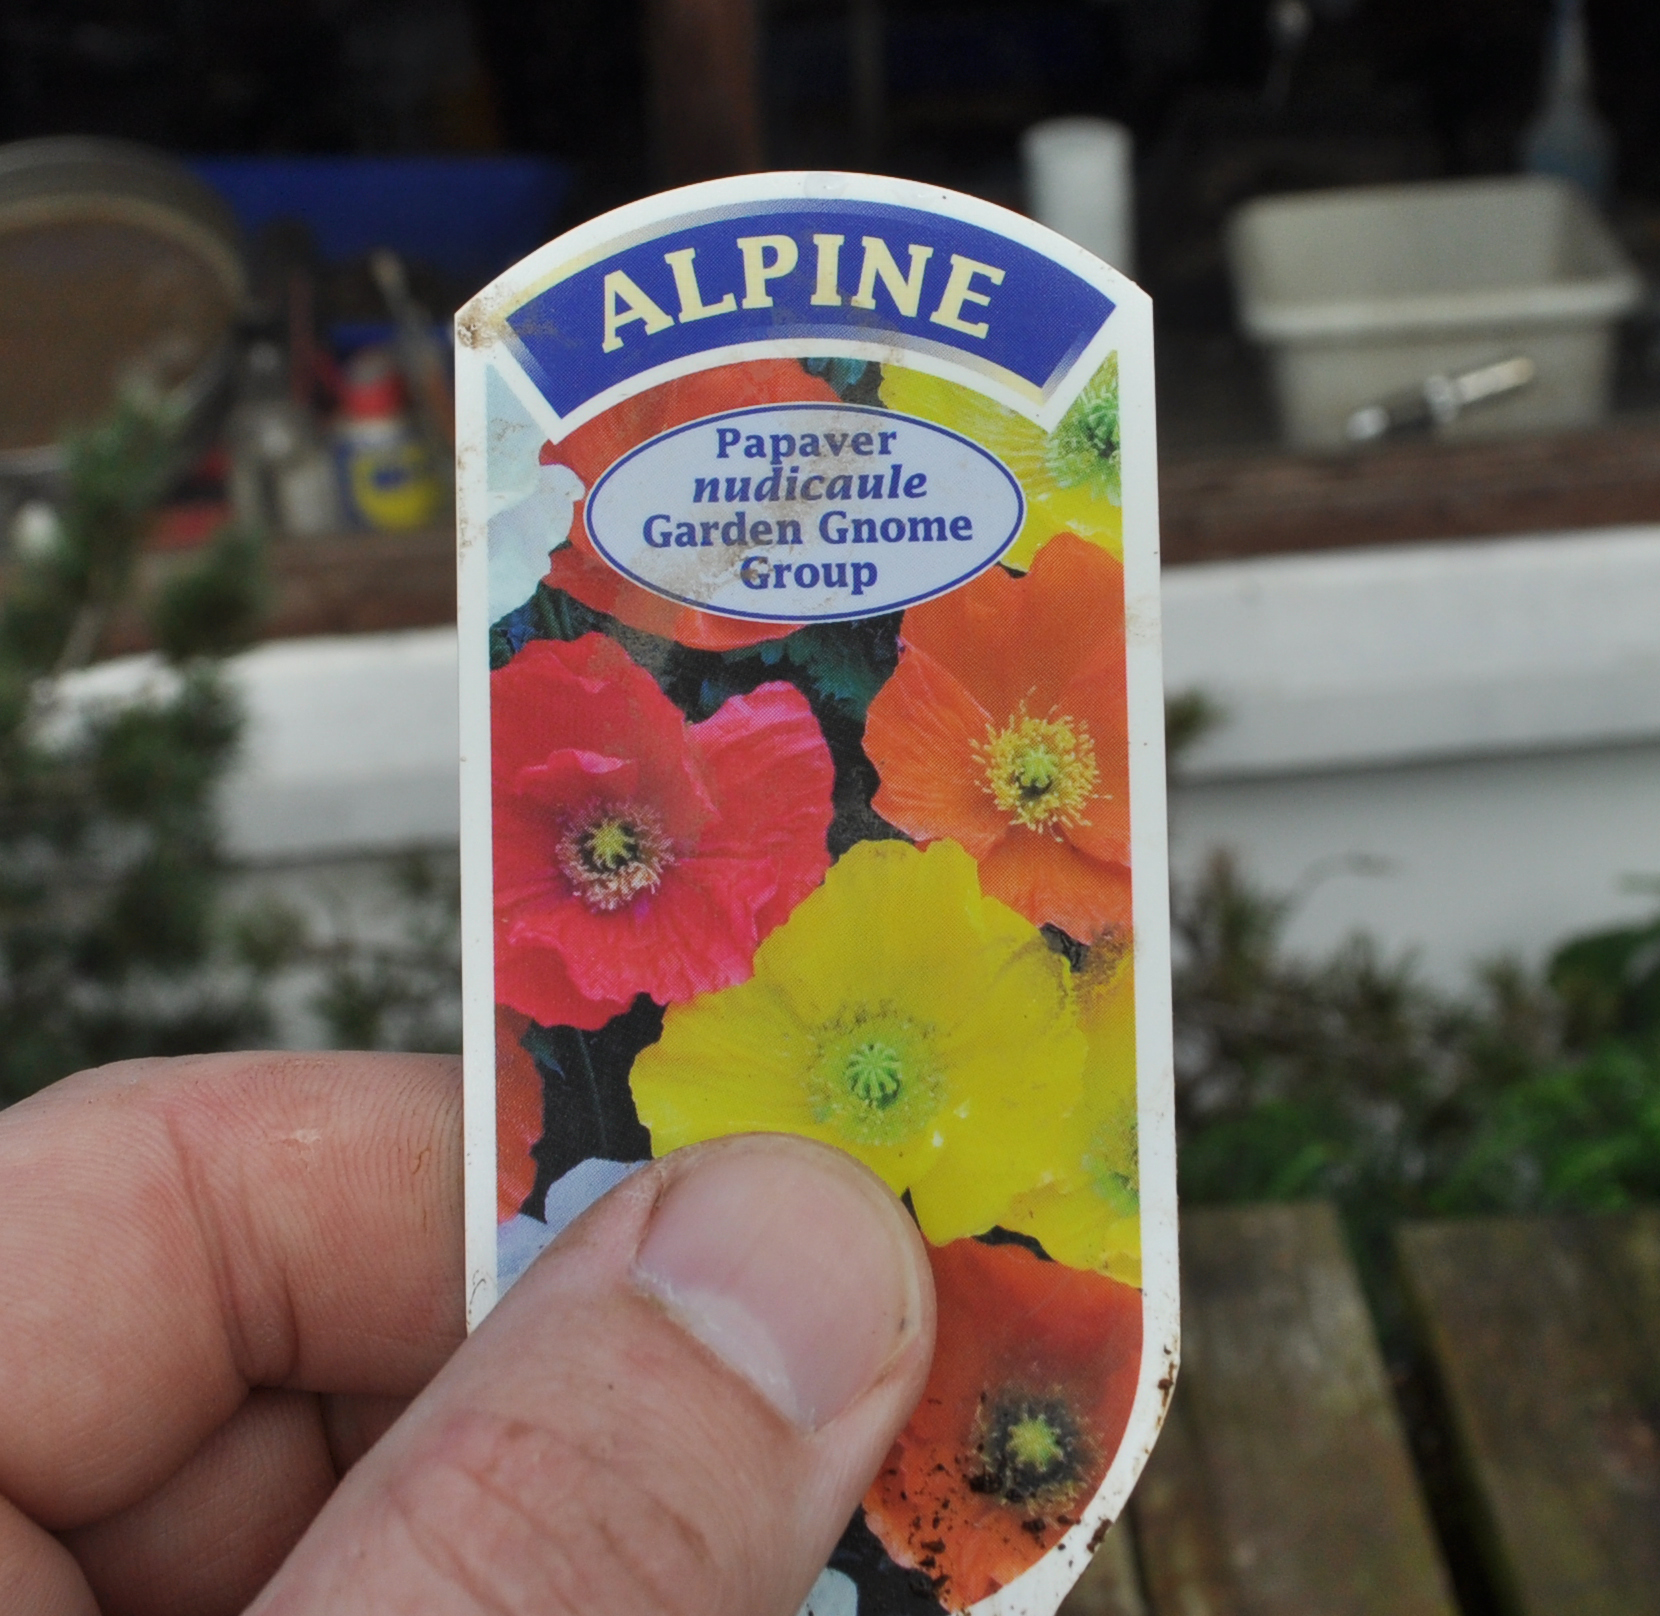 ALPINE
Papaver
nudicaule
Garden Gnome
Group